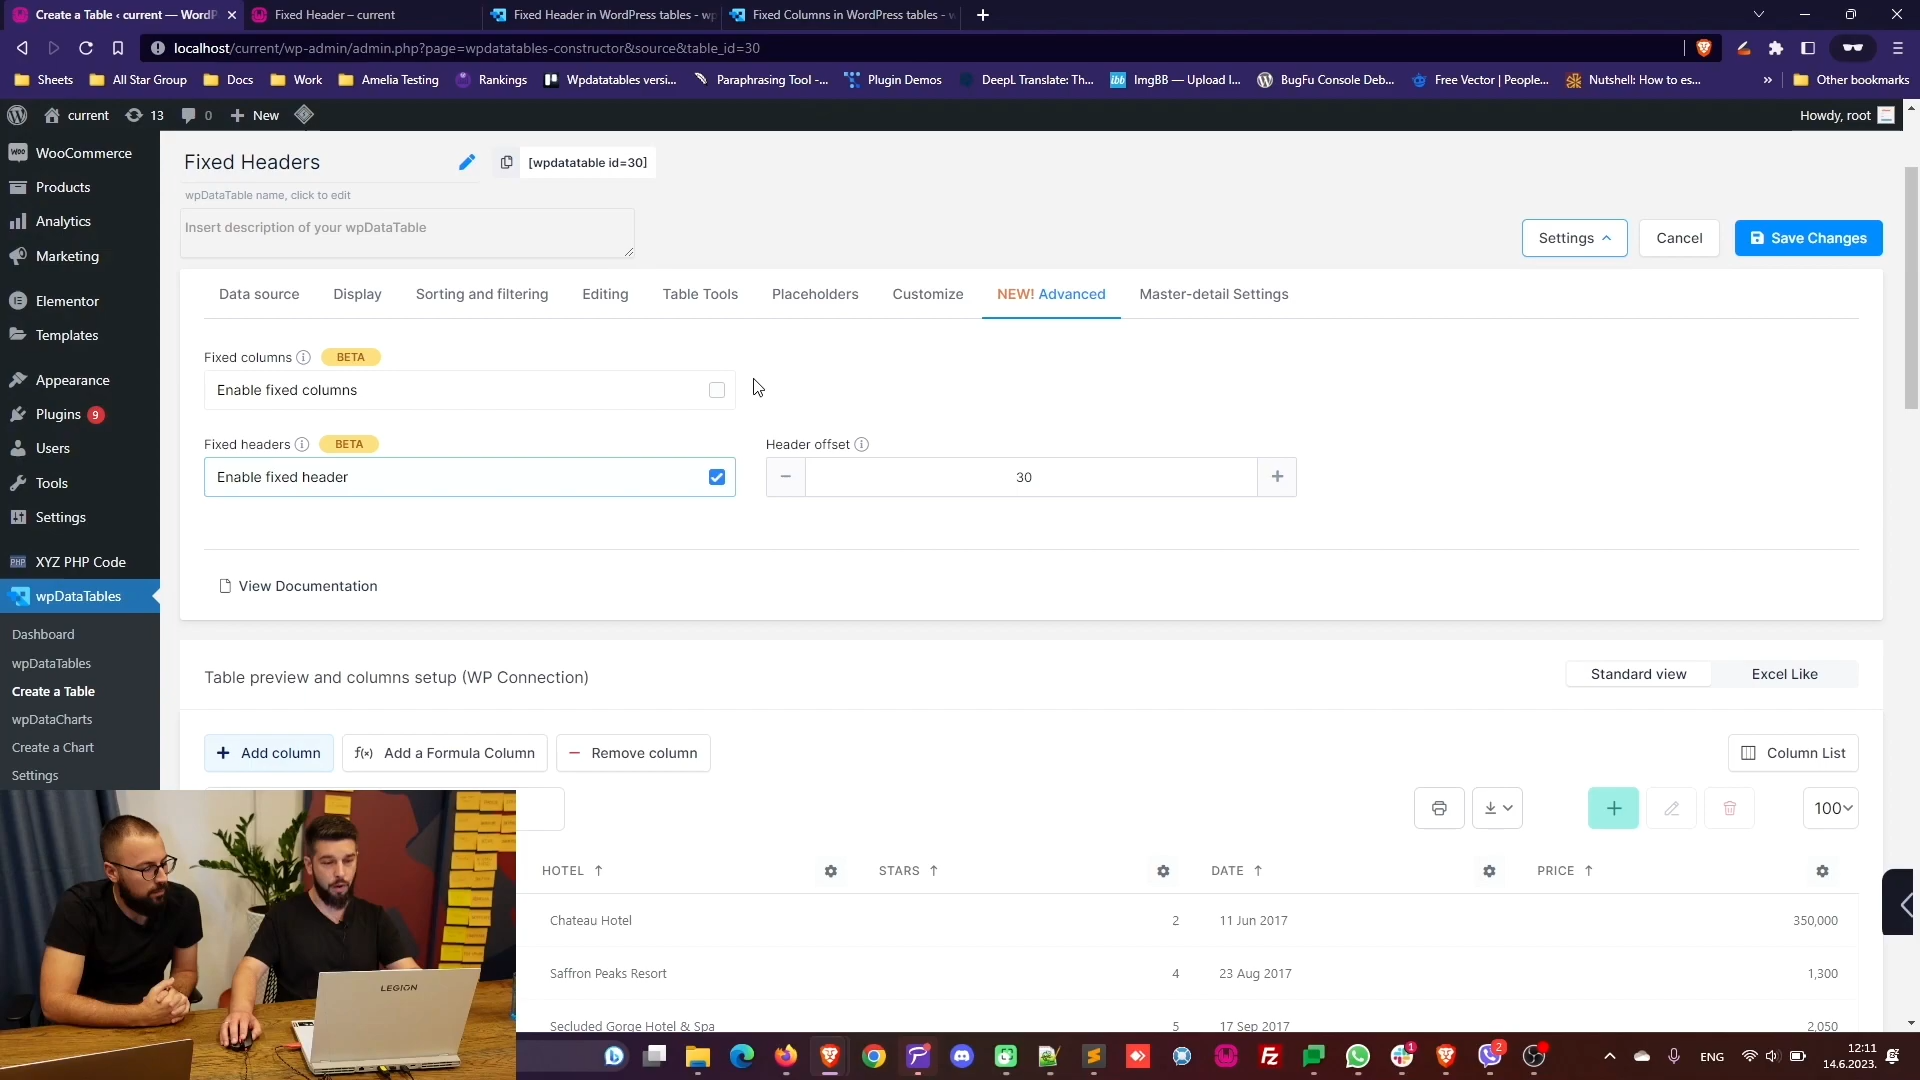 Create a Table ‹ current — WordP
Fixed Header – current
Fixed Header in WordPress tables - wp
Fixed Columns in WordPress tables - w
localhost/current/wp-admin/admin.php?page=wpdatatables-constructor&source&table_id=30
Sheets
All Star Group
Docs
Work
Amelia Testing
Rankings
Wpdatatables versi...
Paraphrasing Tool -...
Plugin Demos
DeepL Translate: Th...
ImgBB — Upload I...
BugFu Console Deb...
Free Vector | People...
Nutshell: How to es...
»
Other bookmarks
current
13
0
New
Howdy, root
WooCommerce
Products
Analytics
Marketing
Elementor
Templates
Appearance
Plugins 9
Users
Tools
Settings
XYZ PHP Code
wpDataTables
Dashboard
wpDataTables
Create a Table
wpDataCharts
Create a Chart
Settings
Fixed Headers
[wpdatatable id=30]
wpDataTable name, click to edit
Insert description of your wpDataTable
Settings
Cancel
Save Changes
Data source
Display
Sorting and filtering
Editing
Table Tools
Placeholders
Customize
NEW! Advanced
Master-detail Settings
Fixed columns BETA
Enable fixed columns
Fixed headers BETA
Header offset
Enable fixed header
30
View Documentation
Table preview and columns setup (WP Connection)
Standard view
Excel Like
Add column
f(x) Add a Formula Column
Remove column
Column List
100
HOTEL
STARS
DATE
PRICE
Chateau Hotel
2
11 Jun 2017
350,000
Saffron Peaks Resort
4
23 Aug 2017
1,300
Secluded Gorge Hotel & Spa
5
17 Sep 2017
2,050
LEGION
ENG
12:11
14.6.2023.